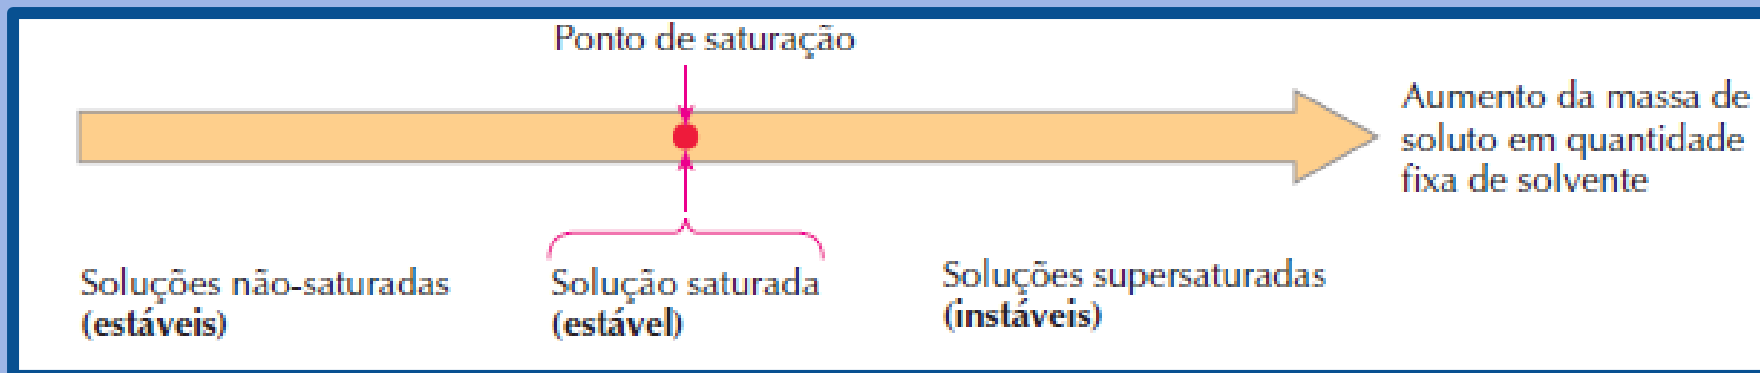 Ponto de saturação
Aumento da massa de
soluto em quantidade
fixa de solvente
Soluções não-saturadas
(estáveis)
Solução saturada
(estável)
Soluções supersaturadas
(instáveis)